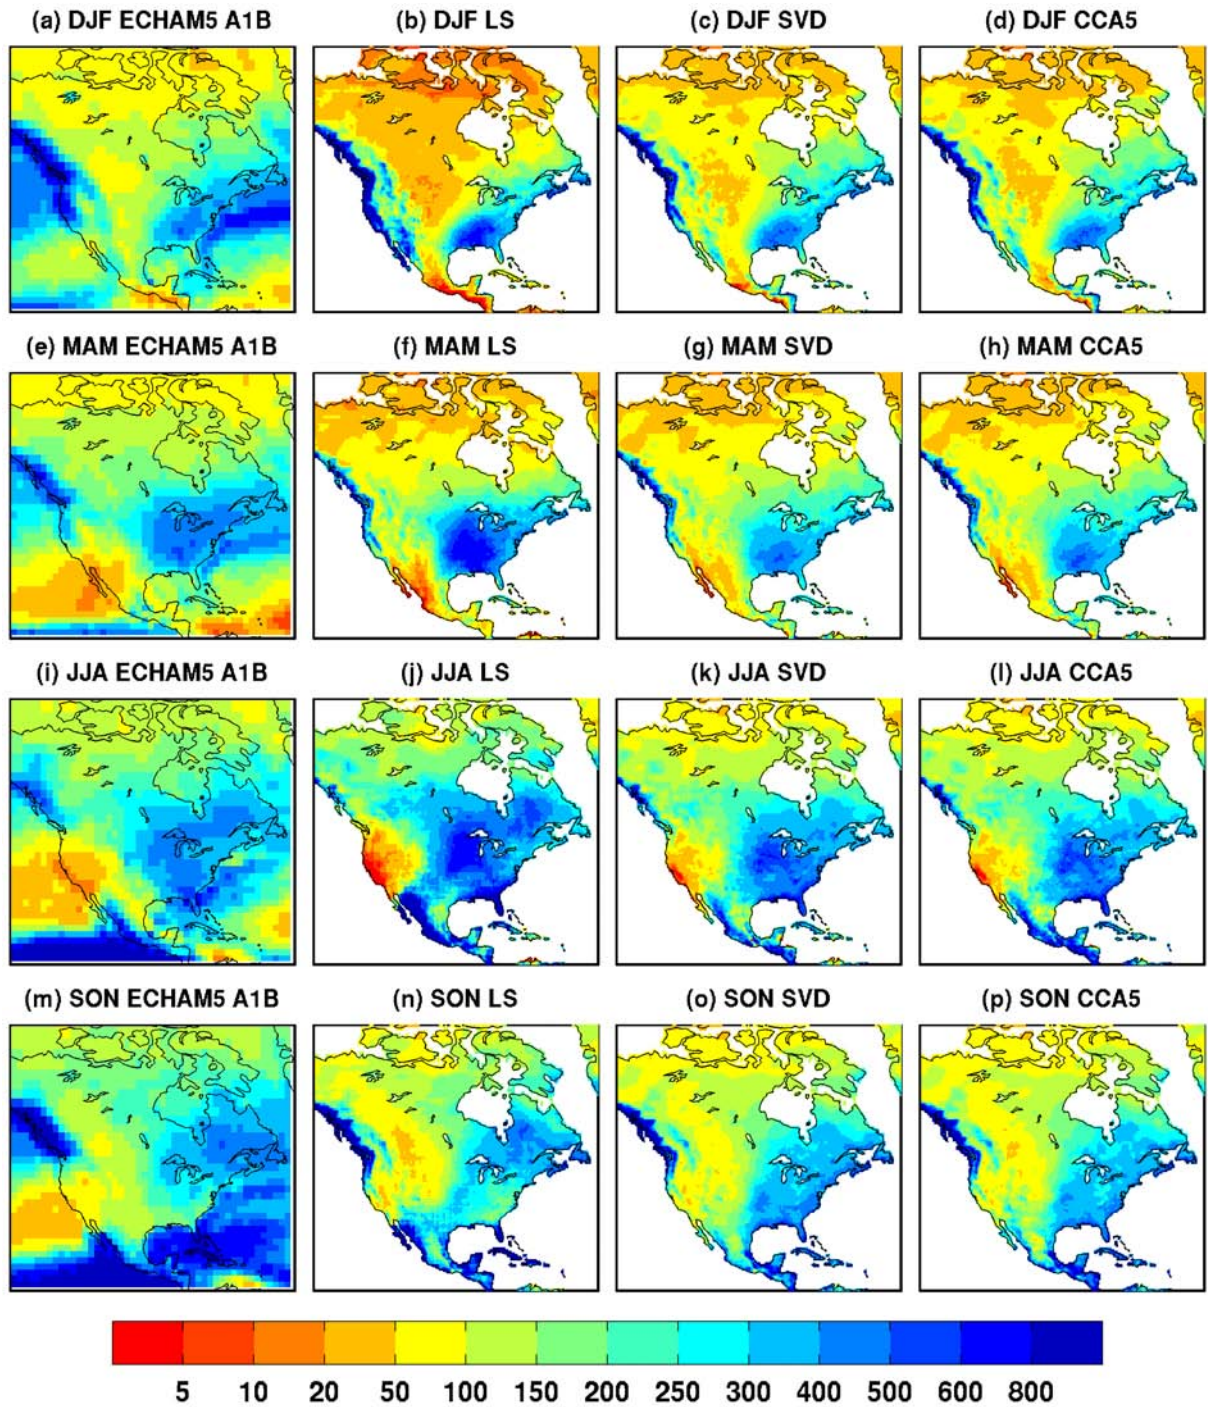 (a) DJF ECHAM5 A1B (b) DJF LS (c) DJF SVD (d) DJF CCA5
(e) MAM ECHAM5 A1B (f) MAM LS (g) MAM SVD (h) MAM CCA5
(i) JJA ECHAM5 A1B (j) JJA LS (k) JJA SVD (l) JJA CCA5
(m) SON ECHAM5 A1B (n) SON LS (o) SON SVD (p) SON CCA5
5 10 20 50 100 150 200 250 300 400 500 600 800